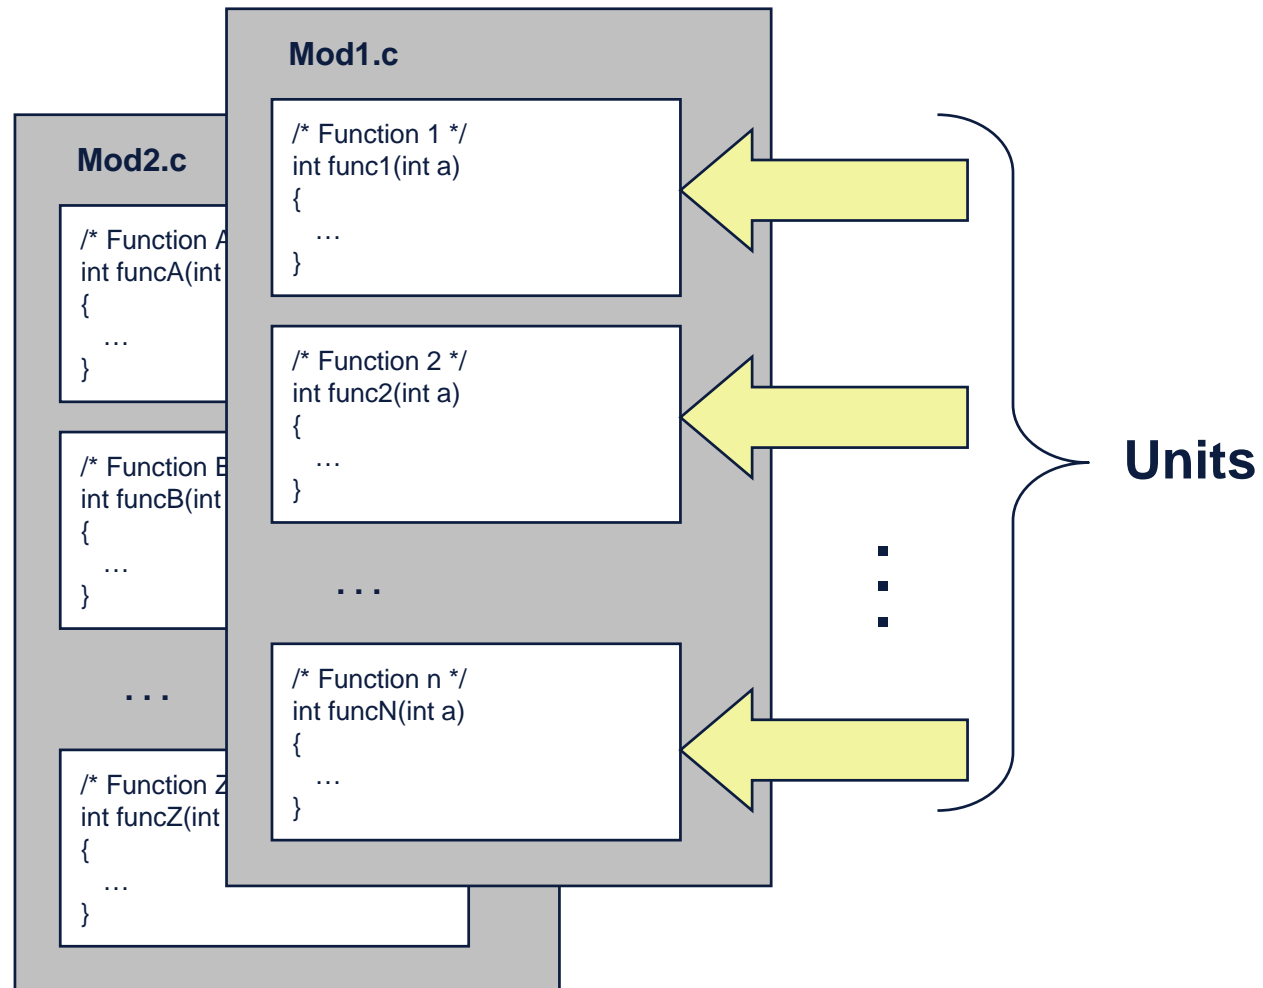 Mod1.c
/* Function 1 */
int func1(int a)
{
…
}
/* Function 2 */
int func2(int a)
{
…
}
...
/* Function n */
int funcN(int a)
{
…
}
Mod2.c
/* Function A
int funcA(int
{
…
}
/* Function B
int funcB(int
{
…
}
...
/* Function Z
int funcZ(int
{
…
}
Units